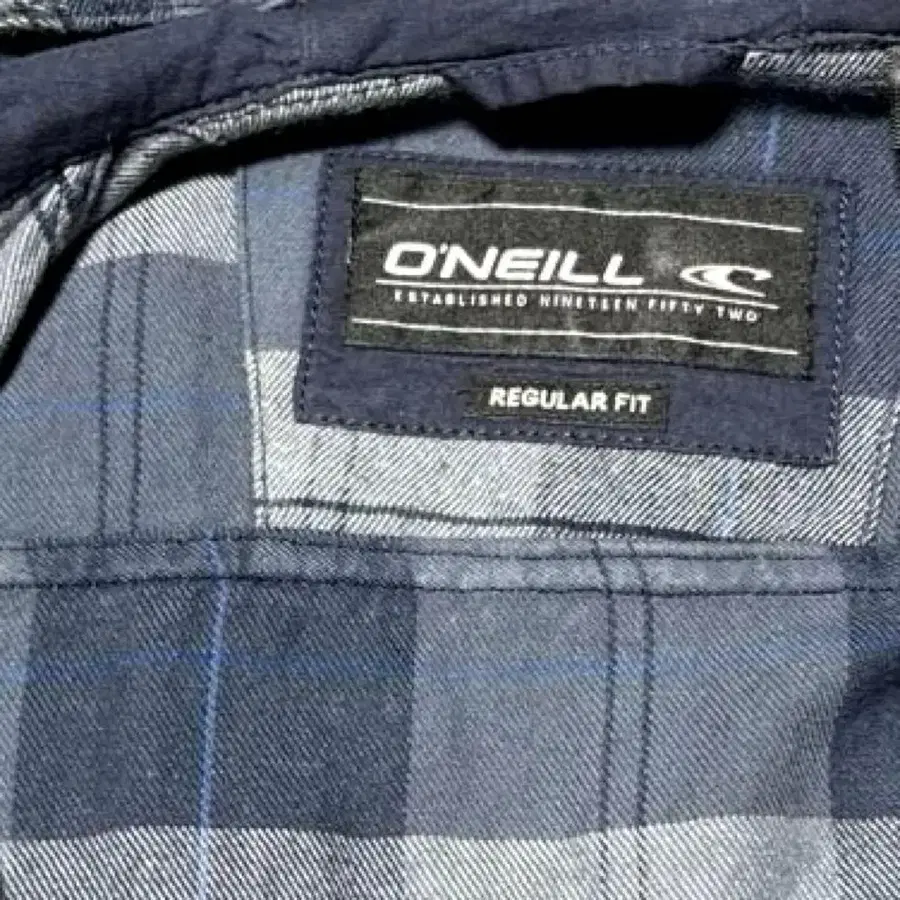 O'NEILL
ESTABLISHED NINETEEN FIFTY TWO
REGULAR FIT